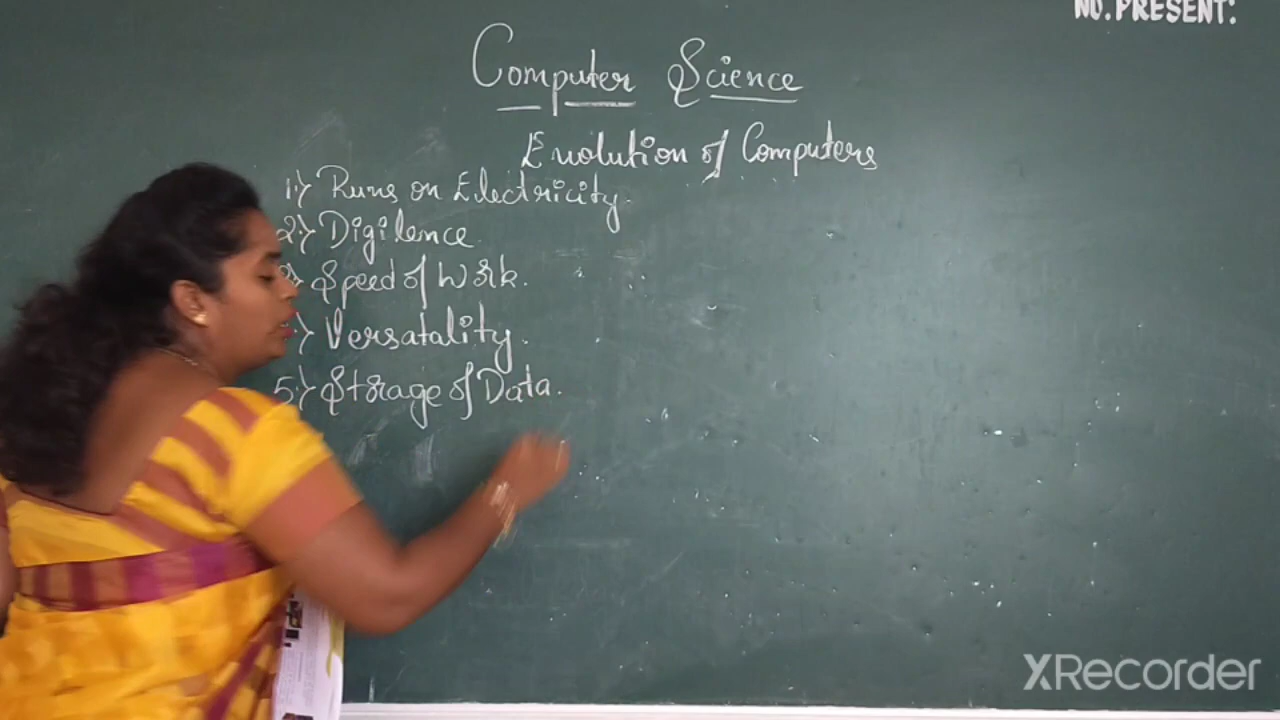 NO. PRESENT:
Computer Science
Evolution of Computers
1.) Runs on Electricity.
2.) Digilence.
3) Speed of Work.
) Versatality.
5.) Storage of Data.
XRecorder